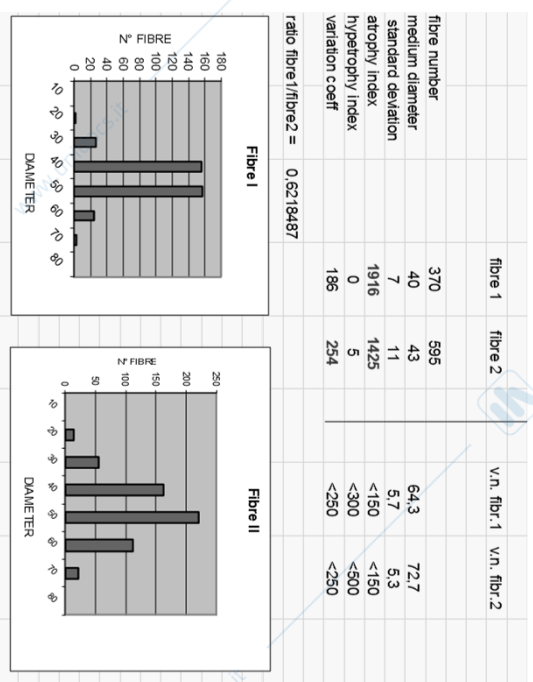 fibre 1 fibre 2 v.n. fibr.1 v.n. fibr.2
fibre number 370 595
medium diameter 40 43 64,3 72,7
standard deviation 7 11 5,7 5,3
atrophy index 1916 1425 <150 <150
hypetrophy index 0 5 <300 <500
variation coeff 186 254 <250 <250
ratio fibre1/fibre2 = 0,6218487
Fibre I
N° FIBRE
180
160
140
120
100
80
60
40
20
0
10 20 30 40 50 60 70 80
DIAMETER
Fibre II
N° FIBRE
250
200
150
100
50
0
10 20 30 40 50 60 70 80
DIAMETER